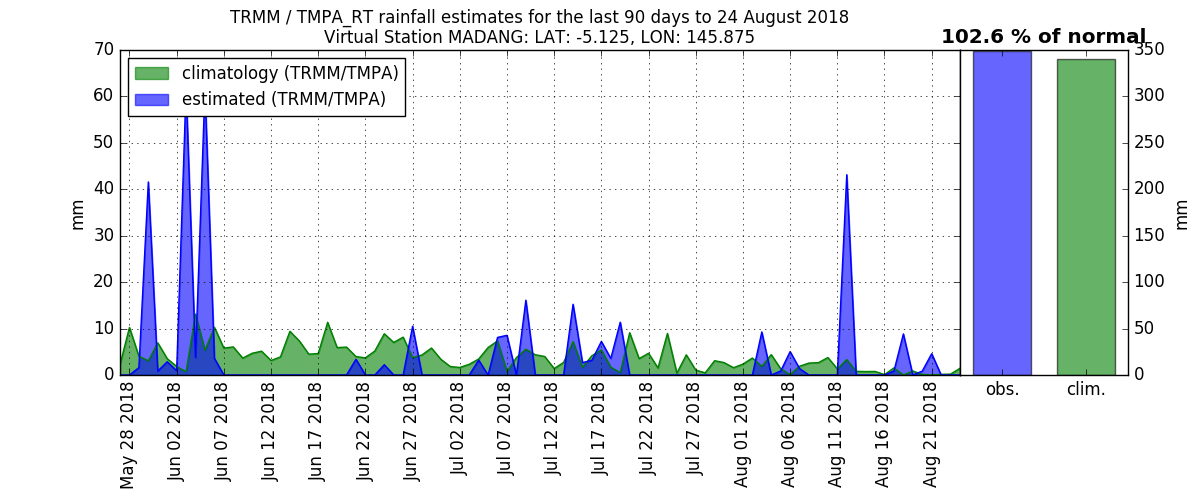 TRMM / TMPA_RT rainfall estimates for the last 90 days to 24 August 2018
Virtual Station MADANG: LAT: -5.125, LON: 145.875
102.6 % of normal
climatology (TRMM/TMPA)
estimated (TRMM/TMPA)
mm
70
60
50
40
30
20
10
0
May 28 2018
Jun 02 2018
Jun 07 2018
Jun 12 2018
Jun 17 2018
Jun 22 2018
Jun 27 2018
Jul 02 2018
Jul 07 2018
Jul 12 2018
Jul 17 2018
Jul 22 2018
Jul 27 2018
Aug 01 2018
Aug 06 2018
Aug 11 2018
Aug 16 2018
Aug 21 2018
obs.
clim.
350
300
250
200
150
100
50
0
mm